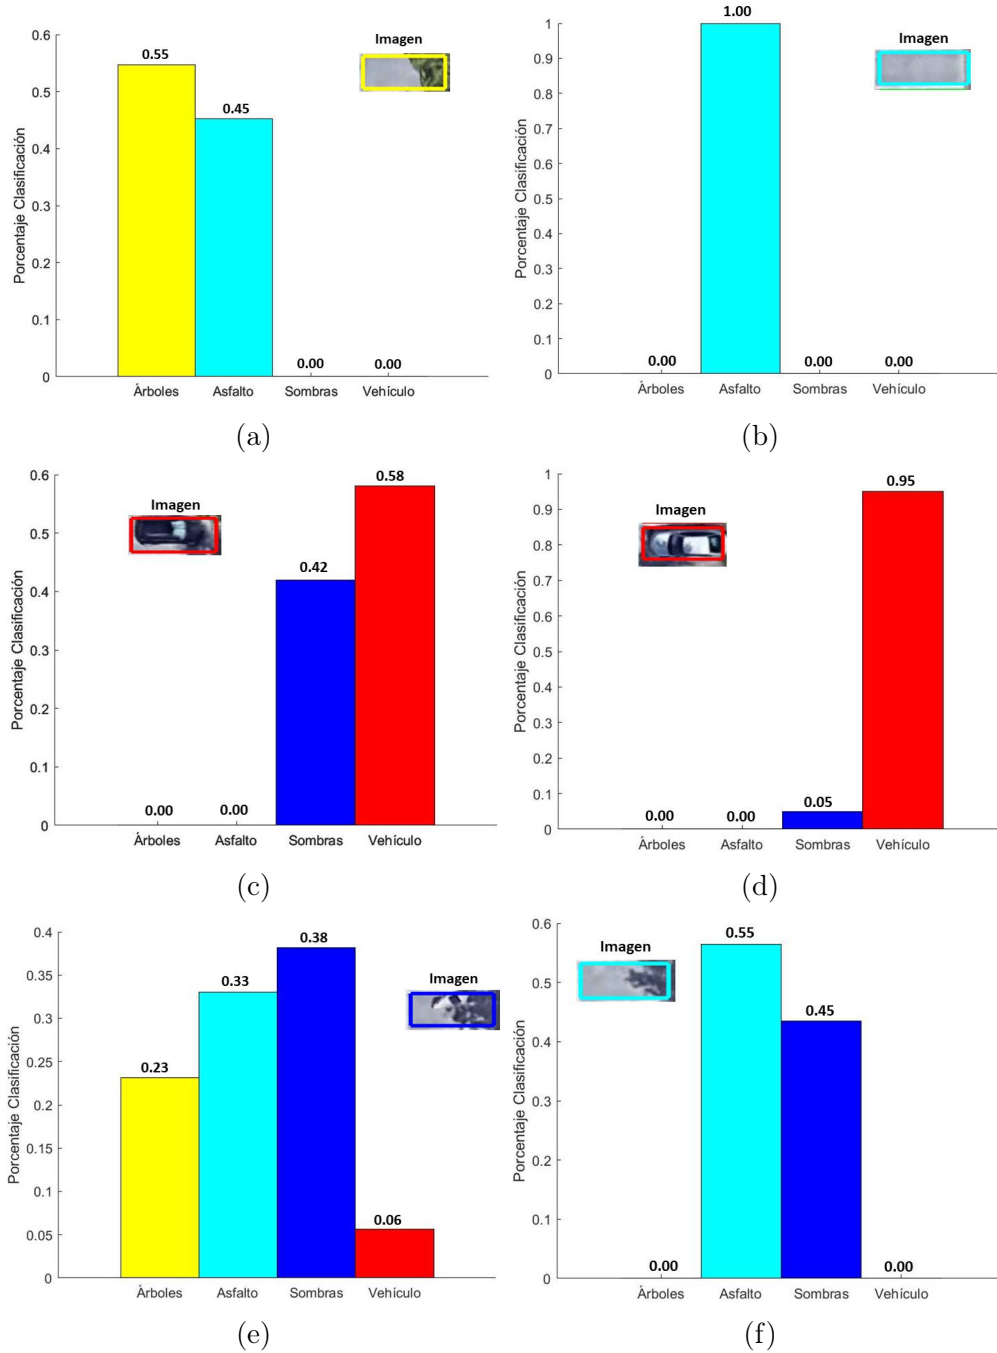 0.55
0.6
Imagen
0.5
0.45
0.4
0.3
0.2
0.1
0
0.00
0.00
Porcentaje Clasificación
Árboles
Asfalto
Sombras
Vehículo
(a)
1.00
1
Imagen
0.9
0.8
0.7
0.6
0.5
0.4
0.3
0.2
0.1
0
0.00
0.00
0.00
Porcentaje Clasificación
Árboles
Asfalto
Sombras
Vehículo
(b)
0.6
0.58
Imagen
0.5
0.42
0.4
0.3
0.2
0.1
0
0.00
0.00
Porcentaje Clasificación
Árboles
Asfalto
Sombras
Vehículo
(c)
1
0.95
Imagen
0.9
0.8
0.7
0.6
0.5
0.4
0.3
0.2
0.1
0
0.00
0.00
0.05
Porcentaje Clasificación
Árboles
Asfalto
Sombras
Vehículo
(d)
0.4
0.38
0.35
0.33
Imagen
0.3
0.25
0.23
0.2
0.15
0.1
0.05
0.06
0
Porcentaje Clasificación
Árboles
Asfalto
Sombras
Vehículo
(e)
0.6
0.55
Imagen
0.5
0.45
0.4
0.3
0.2
0.1
0
0.00
0.00
Porcentaje Clasificación
Árboles
Asfalto
Sombras
Vehículo
(f)